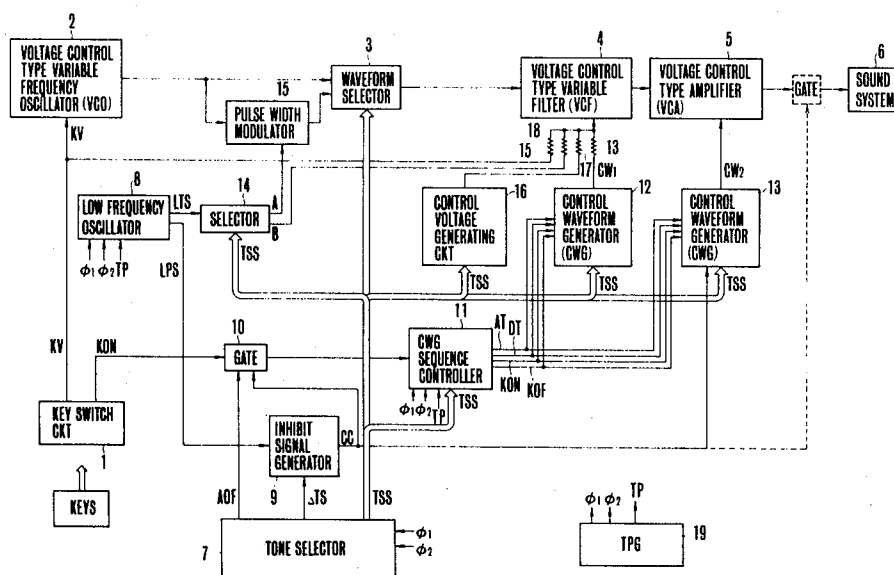 2
VOLTAGE CONTROL
TYPE VARIABLE
FREQUENCY
OSCILLATOR (VCO)
3
WAVEFORM
SELECTOR
4
VOLTAGE CONTROL
TYPE VARIABLE
FILTER (VCF)
5
VOLTAGE CONTROL
TYPE AMPLIFIER
(VCA)
GATE
6
SOUND
SYSTEM
15
PULSE WIDTH
MODULATOR
KV
18
15
17
13
CW1
CW2
8
LOW FREQUENCY
OSCILLATOR
LTS
14
SELECTOR
A
B
16
CONTROL
VOLTAGE
GENERATING
CKT
12
CONTROL
WAVEFORM
GENERATOR
(CWG)
13
CONTROL
WAVEFORM
GENERATOR
(CWG)
ϕ1 ϕ2 TP
LPS
TSS
TSS
TSS
TSS
KV
KON
10
GATE
11
CWG
SEQUENCE
CONTROLLER
AT
DT
KON
KOF
ϕ1 ϕ2 TP
TSS
KEY SWITCH
CKT
1
INHIBIT
SIGNAL
GENERATOR
CC
KEYS
AOF
9
ΔTS
TSS
7
TONE SELECTOR
ϕ1
ϕ2
ϕ1 ϕ2 TP
TPG
19